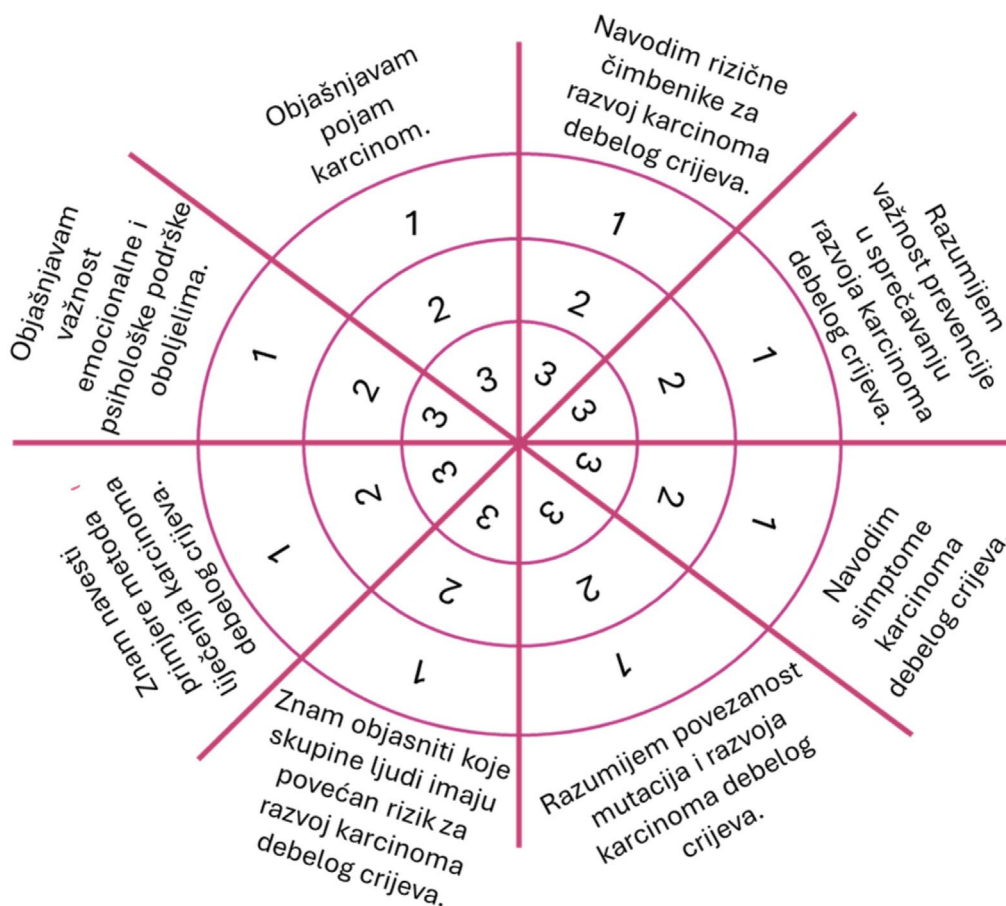 Objašnjavam
pojam
karcinom.
Navodim rizične
čimbenike za
razvoj karcinoma
debelog crijeva.
Razumijem
važnost prevencije
u sprečavanju
razvoja karcinoma
debelog crijeva.
Navodim
simptome
karcinoma
debelog crijeva
Razumijem povezanost
mutacija i razvoja
karcinoma debelog
crijeva.
Znam objasniti koje
skupine ljudi imaju
povećan rizik za
razvoj karcinoma
debelog crijeva.
Znam navesti
primjere metoda
liječenja karcinoma
debelog crijeva.
Objašnjavam
važnost
emocionalne i
psihološke podrške
oboljelima.
1
2
3
1
2
3
1
2
3
1
2
3
1
2
3
1
2
3
1
2
3
1
2
3